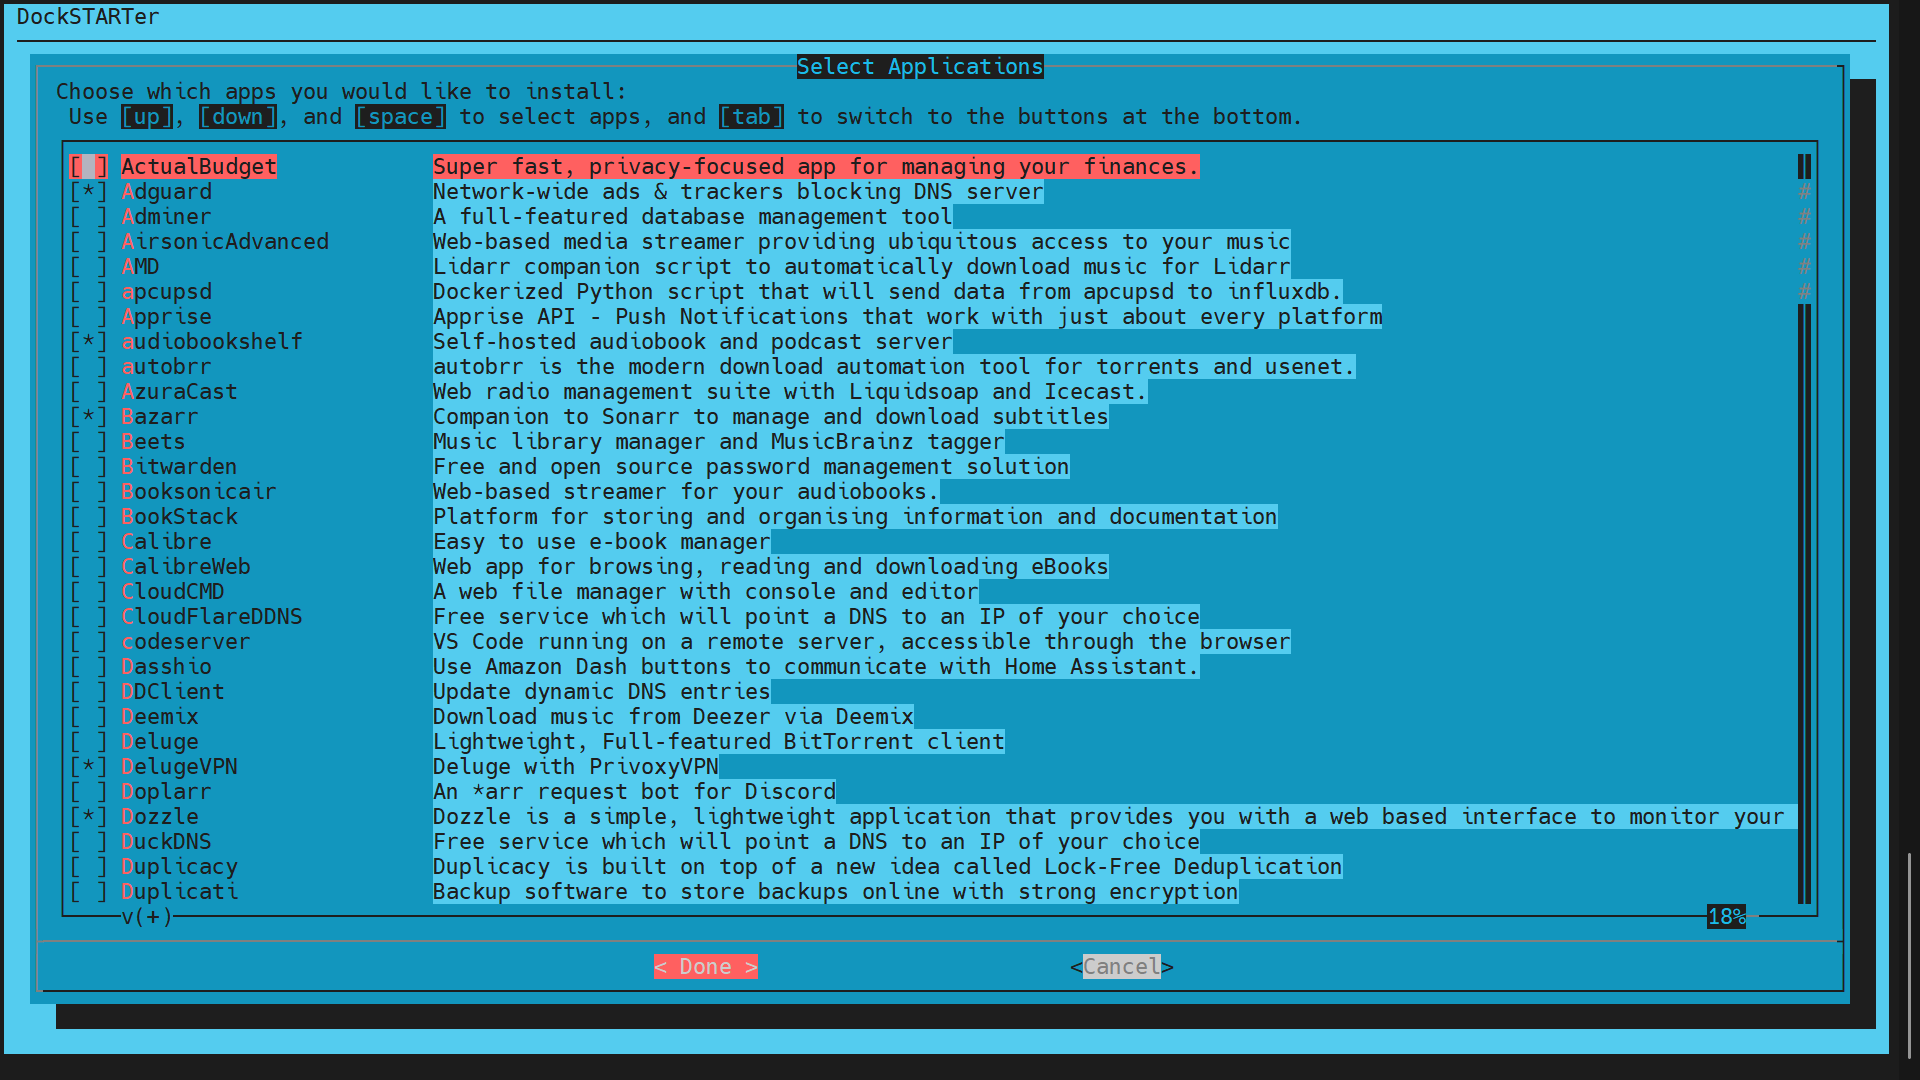 DockSTARTer
Select Applications
Choose which apps you would like to install:
Use [up], [down], and [space] to select apps, and [tab] to switch to the buttons at the bottom.
[ ] ActualBudget Super fast, privacy-focused app for managing your finances.
[*] Adguard Network-wide ads & trackers blocking DNS server #
[ ] Adminer A full-featured database management tool #
[ ] AirsonicAdvanced Web-based media streamer providing ubiquitous access to your music #
[ ] AMD Lidarr companion script to automatically download music for Lidarr #
[ ] apcupsd Dockerized Python script that will send data from apcupsd to influxdb. #
[ ] Apprise Apprise API - Push Notifications that work with just about every platform
[*] audiobookshelf Self-hosted audiobook and podcast server
[ ] autobrr autobrr is the modern download automation tool for torrents and usenet.
[ ] AzuraCast Web radio management suite with Liquidsoap and Icecast.
[*] Bazarr Companion to Sonarr to manage and download subtitles
[ ] Beets Music library manager and MusicBrainz tagger
[ ] Bitwarden Free and open source password management solution
[ ] Booksonicair Web-based streamer for your audiobooks.
[ ] BookStack Platform for storing and organising information and documentation
[ ] Calibre Easy to use e-book manager
[ ] CalibreWeb Web app for browsing, reading and downloading eBooks
[ ] CloudCMD A web file manager with console and editor
[ ] CloudFlareDDNS Free service which will point a DNS to an IP of your choice
[ ] codeserver VS Code running on a remote server, accessible through the browser
[ ] Dasshio Use Amazon Dash buttons to communicate with Home Assistant.
[ ] DDClient Update dynamic DNS entries
[ ] Deemix Download music from Deezer via Deemix
[ ] Deluge Lightweight, Full-featured BitTorrent client
[*] DelugeVPN Deluge with PrivoxyVPN
[ ] Doplarr An *arr request bot for Discord
[*] Dozzle Dozzle is a simple, lightweight application that provides you with a web based interface to monitor your
[ ] DuckDNS Free service which will point a DNS to an IP of your choice
[ ] Duplicacy Duplicacy is built on top of a new idea called Lock-Free Deduplication
[ ] Duplicati Backup software to store backups online with strong encryption
v(+) 18%
< Done > <Cancel>